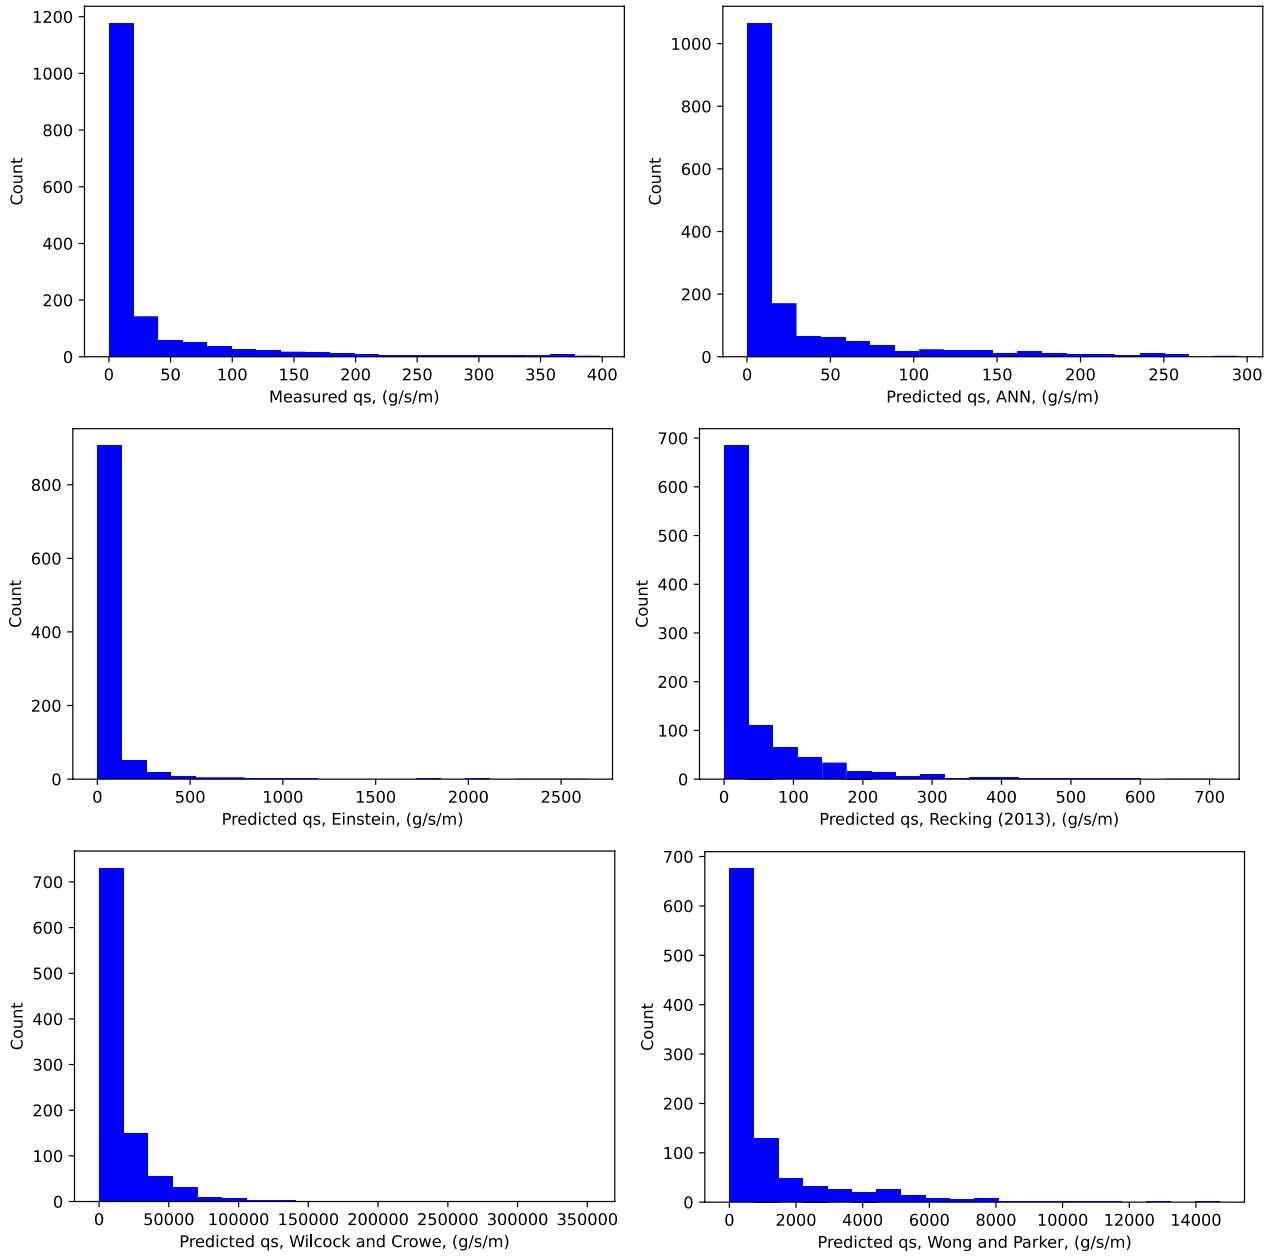 1200
1000
800
600
400
200
0
Count
0 50 100 150 200 250 300 350 400
Measured qs, (g/s/m)
1000
800
600
400
200
0
Count
0 50 100 150 200 250 300
Predicted qs, ANN, (g/s/m)
800
600
400
200
0
Count
0 500 1000 1500 2000 2500
Predicted qs, Einstein, (g/s/m)
700
600
500
400
300
200
100
0
Count
0 100 200 300 400 500 600 700
Predicted qs, Recking (2013), (g/s/m)
700
600
500
400
300
200
100
0
Count
0 50000 100000 150000 200000 250000 300000 350000
Predicted qs, Wilcock and Crowe, (g/s/m)
700
600
500
400
300
200
100
0
Count
0 2000 4000 6000 8000 10000 12000 14000
Predicted qs, Wong and Parker, (g/s/m)